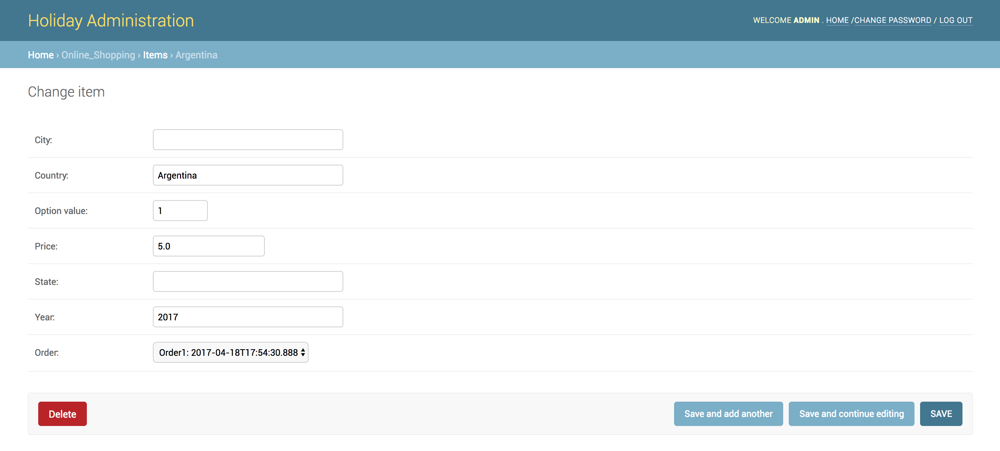 Holiday Administration
WELCOME ADMIN . HOME /CHANGE PASSWORD / LOG OUT
Home › Online_Shopping › Items › Argentina
Change item
City:
Country: Argentina
Option value: 1
Price: 5.0
State:
Year: 2017
Order: Order1: 2017-04-18T17:54:30.888
Delete Save and add another Save and continue editing SAVE